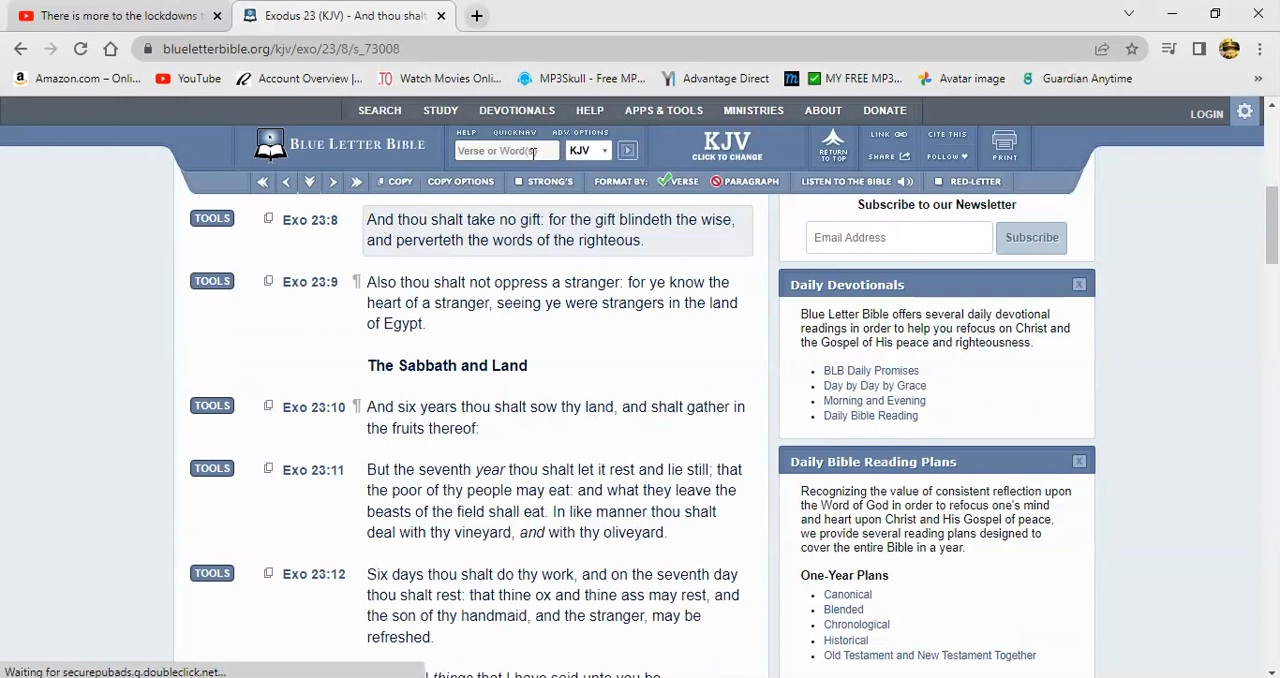 There is more to the lockdowns t
Exodus 23 (KJV) - And thou shalt
blueletterbible.org/kjv/exo/23/8/s_73008
Amazon.com – Onli...
YouTube
Account Overview |...
Watch Movies Onlin...
MP3Skull - Free MP...
Advantage Direct
MY FREE MP3...
Avatar image
Guardian Anytime
»
SEARCH STUDY DEVOTIONALS HELP APPS & TOOLS MINISTRIES ABOUT DONATE
LOGIN
BLUE LETTER BIBLE
HELP QUICKNAV ADV. OPTIONS
Verse or Word(s)
KJV
KJV
CLICK TO CHANGE
RETURN
TO TOP
LINK
SHARE
CITE THIS
FOLLOW
PRINT
COPY COPY OPTIONS STRONG'S FORMAT BY: VERSE PARAGRAPH LISTEN TO THE BIBLE RED-LETTER
TOOLS Exo 23:8 And thou shalt take no gift: for the gift blindeth the wise,
and perverteth the words of the righteous.
TOOLS Exo 23:9 ¶ Also thou shalt not oppress a stranger: for ye know the
heart of a stranger, seeing ye were strangers in the land
of Egypt.
The Sabbath and Land
TOOLS Exo 23:10 ¶ And six years thou shalt sow thy land, and shalt gather in
the fruits thereof:
TOOLS Exo 23:11 But the seventh year thou shalt let it rest and lie still; that
the poor of thy people may eat: and what they leave the
beasts of the field shall eat. In like manner thou shalt
deal with thy vineyard, and with thy oliveyard.
TOOLS Exo 23:12 Six days thou shalt do thy work, and on the seventh day
thou shalt rest: that thine ox and thine ass may rest, and
the son of thy handmaid, and the stranger, may be
refreshed.
things that I have said unto you be
Subscribe to our Newsletter
Email Address
Subscribe
Daily Devotionals
Blue Letter Bible offers several daily devotional
readings in order to help you refocus on Christ and
the Gospel of His peace and righteousness.
BLB Daily Promises
Day by Day by Grace
Morning and Evening
Daily Bible Reading
Daily Bible Reading Plans
Recognizing the value of consistent reflection upon
the Word of God in order to refocus one's mind
and heart upon Christ and His Gospel of peace,
we provide several reading plans designed to
cover the entire Bible in a year.
One-Year Plans
Canonical
Blended
Chronological
Historical
Old Testament and New Testament Together
Waiting for securepubads.g.doubleclick.net...